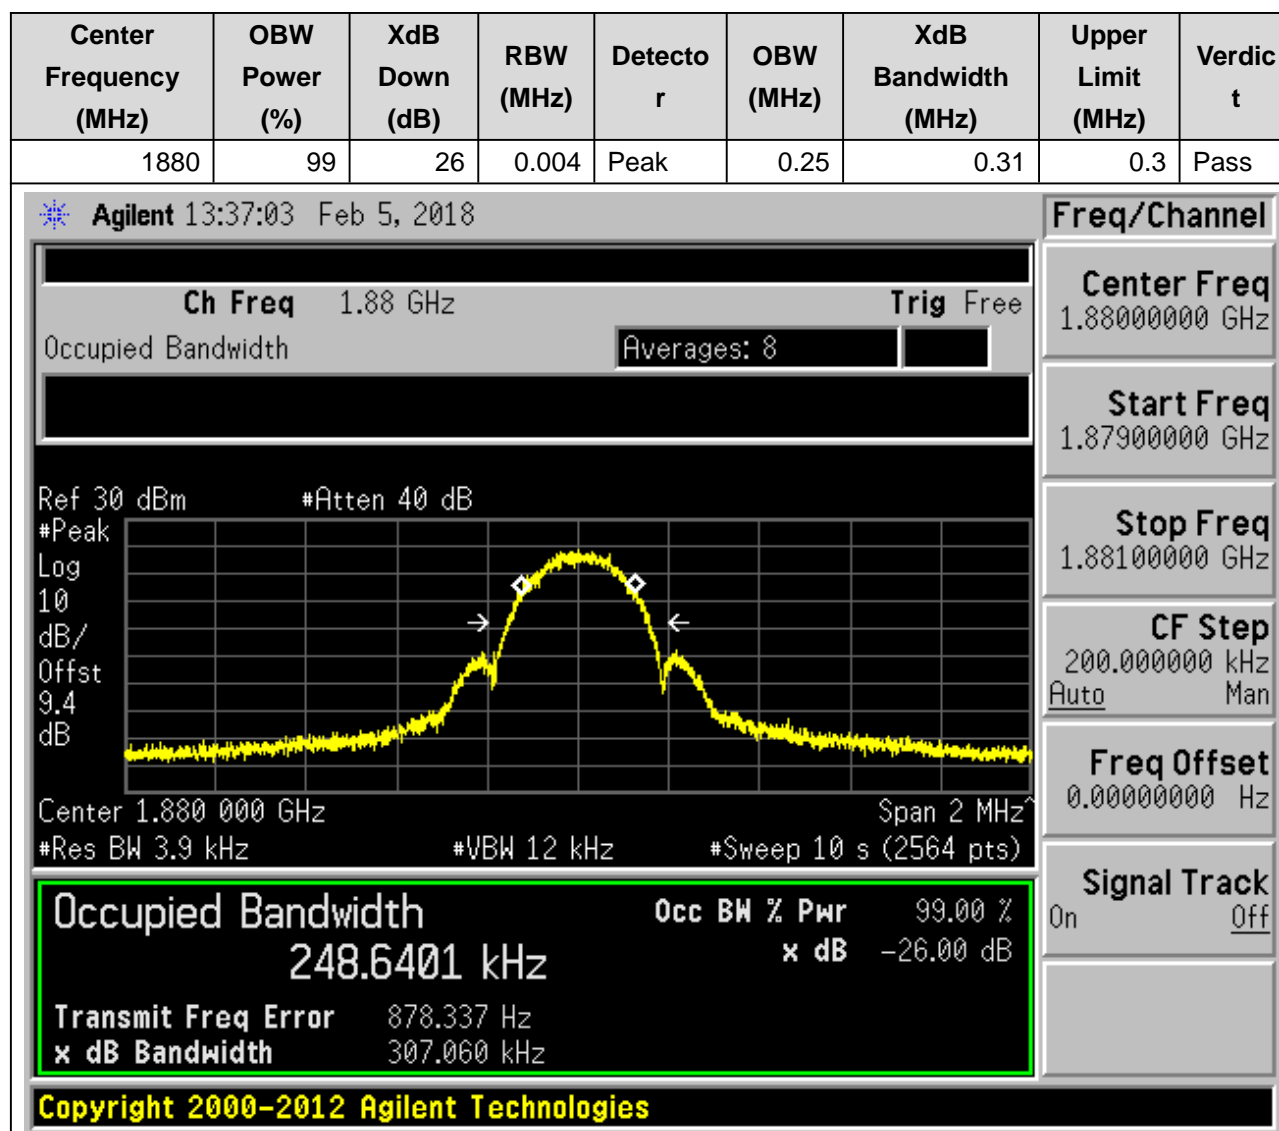 Center Frequency (MHz) OBW Power (%) XdB Down (dB) RBW (MHz) Detecto r OBW (MHz) XdB Bandwidth (MHz) Upper Limit (MHz) Verdic t
1880 99 26 0.004 Peak 0.25 0.31 0.3 Pass
Agilent 13:37:03 Feb 5, 2018
Freq/Channel
Ch Freq 1.88 GHz Trig Free
Occupied Bandwidth Averages: 8
Center Freq
1.88000000 GHz
Start Freq
1.87900000 GHz
Stop Freq
1.88100000 GHz
CF Step
200.000000 kHz
Auto Man
Freq Offset
0.00000000 Hz
Signal Track
On Off
Ref 30 dBm #Atten 40 dB
#Peak
Log
10
dB/
Offst
9.4
dB
Center 1.880 000 GHz Span 2 MHz^
#Res BW 3.9 kHz #VBW 12 kHz #Sweep 10 s (2564 pts)
Occupied Bandwidth Occ BW % Pwr 99.00 %
248.6401 kHz x dB -26.00 dB
Transmit Freq Error 878.337 Hz
x dB Bandwidth 307.060 kHz
Copyright 2000-2012 Agilent Technologies